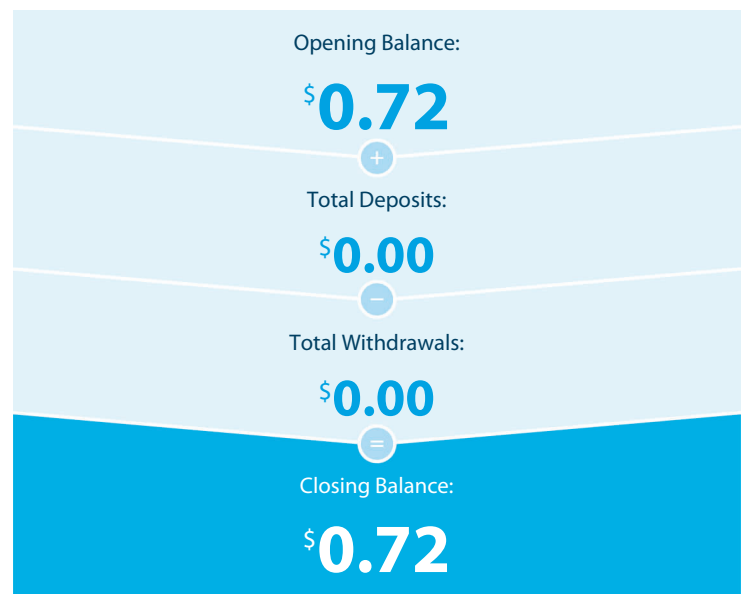 Opening Balance:
$0.72
+
Total Deposits:
$0.00
−
Total Withdrawals:
$0.00
=
Closing Balance:
$0.72